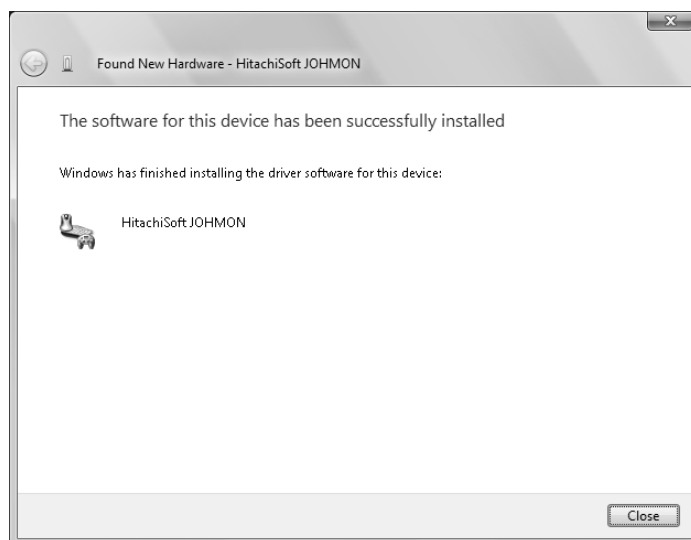 Found New Hardware - HitachiSoft JOHMON
The software for this device has been successfully installed
Windows has finished installing the driver software for this device:
HitachiSoft JOHMON
Close